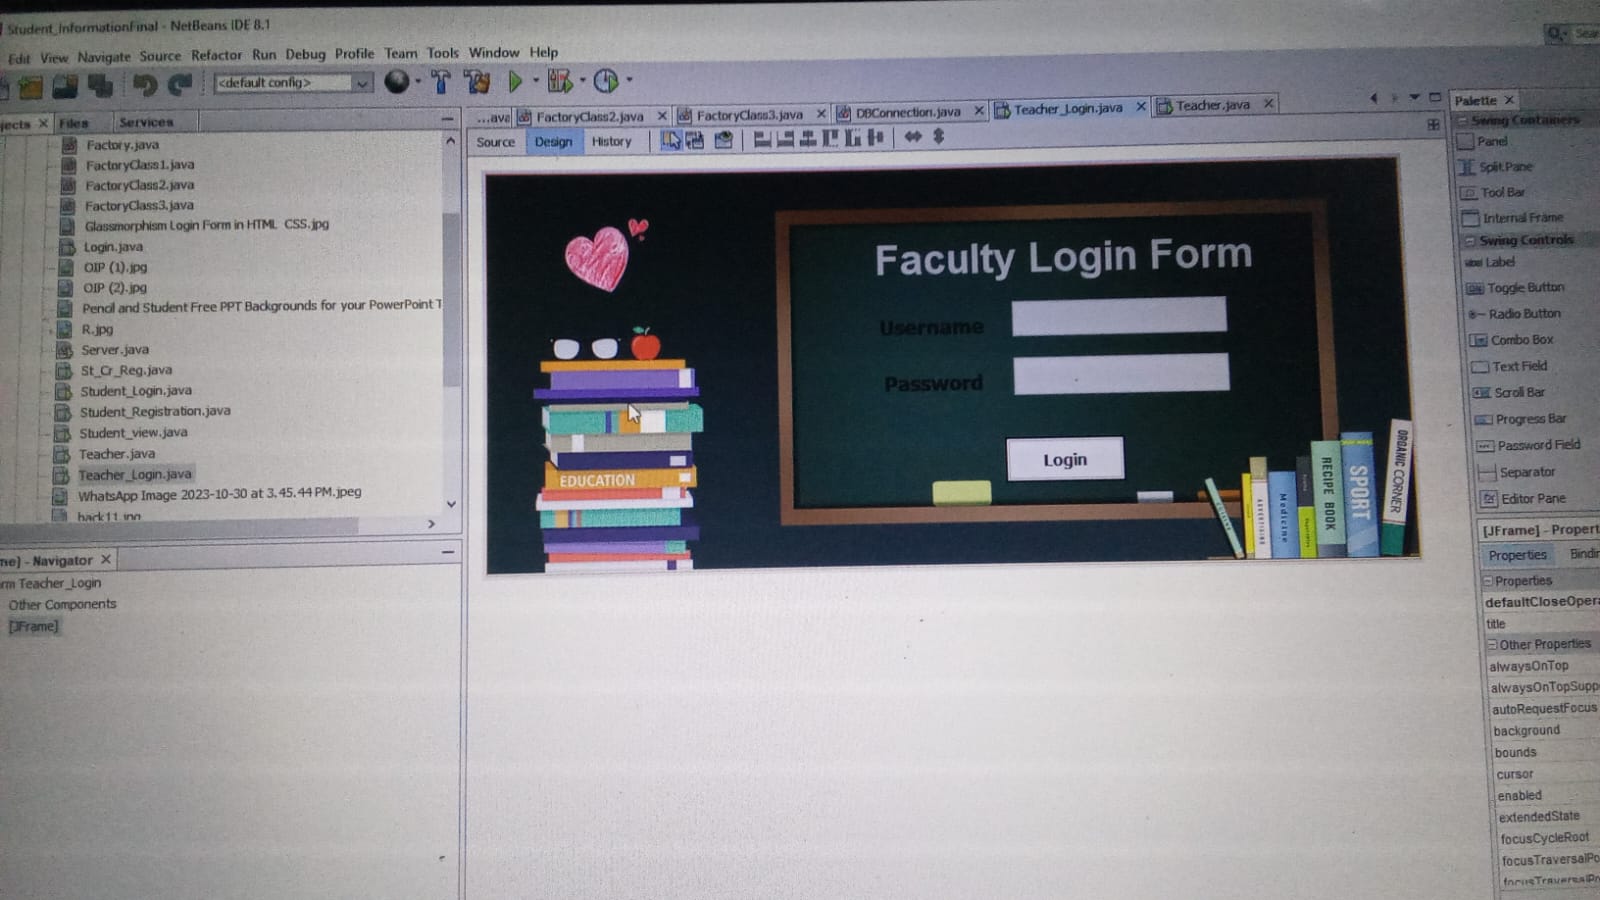 Student_InformationFinal - NetBeans IDE 8.1
Edit View Navigate Source Refactor Run Debug Profile Team Tools Window Help
<default config>
Files
Services
Factory.java
FactoryClass1.java
FactoryClass2.java
FactoryClass3.java
Glassmorphism Login Form in HTML CSS.jpg
Login.java
OIP (1).jpg
OIP (2).jpg
Pencil and Student Free PPT Backgrounds for your PowerPoint T
R.jpg
Server.java
St_Cr_Reg.java
Student_Login.java
Student_Registration.java
Student_view.java
Teacher.java
Teacher_Login.java
WhatsApp Image 2023-10-30 at 3.45.44 PM.jpeg
me] - Navigator
rm Teacher_Login
Other Components
[JFrame]
...ava FactoryClass2.java FactoryClass3.java DBConnection.java Teacher_Login.java Teacher.java
Source Design History
Faculty Login Form
Username
Password
Login
EDUCATION
Medicine
RECIPE BOOK
SPORT
ORGANIC CORNER
Palette
Swing Containers
Panel
Split Pane
Tool Bar
Internal Frame
Swing Controls
label Label
Toggle Button
Radio Button
Combo Box
Text Field
Scroll Bar
Progress Bar
Password Field
Separator
Editor Pane
[JFrame] - Propert
Properties Bindin
Properties
defaultCloseOpera
title
Other Properties
alwaysOnTop
alwaysOnTopSupp
autoRequestFocus
background
bounds
cursor
enabled
extendedState
focusCycleRoot
focusTraversalPo